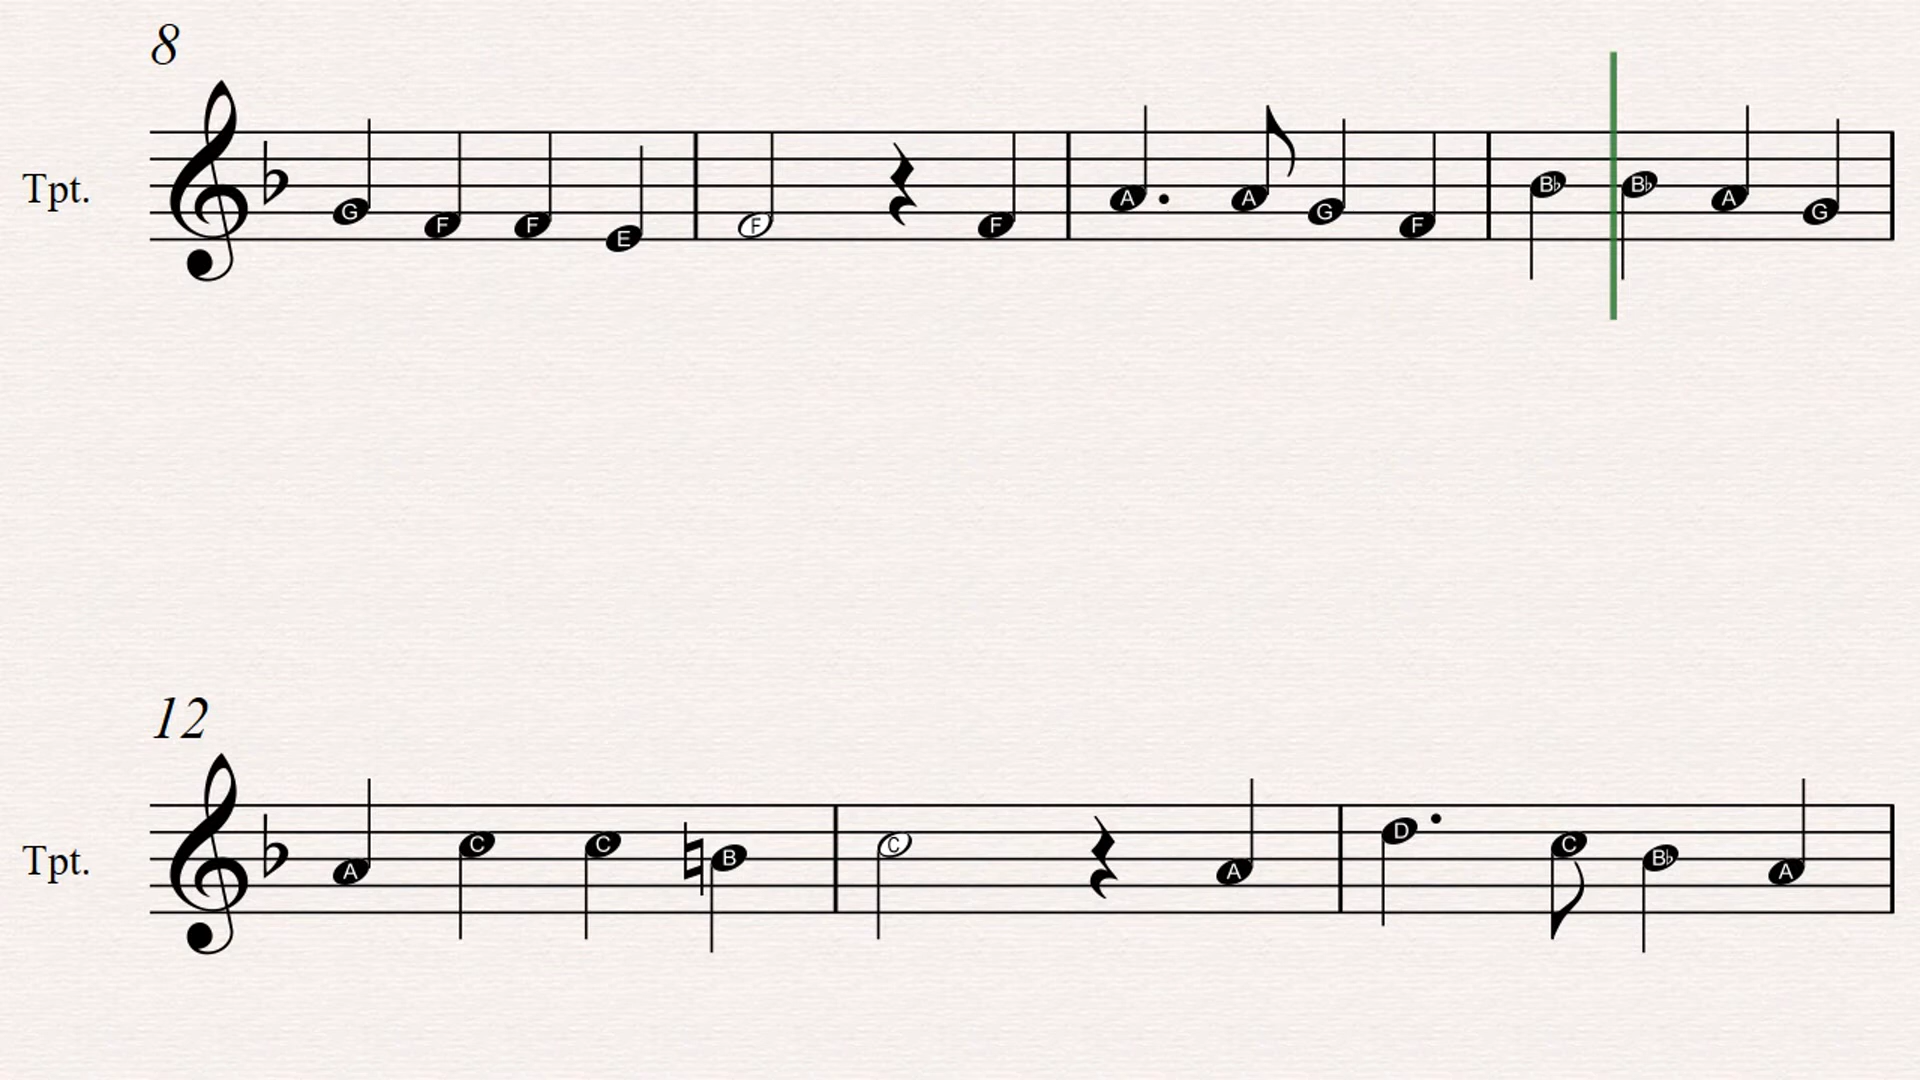 8
Tpt.
G F F E F F A A G F B♭ B♭ A G
12
Tpt.
A C C B C A D C B♭ A